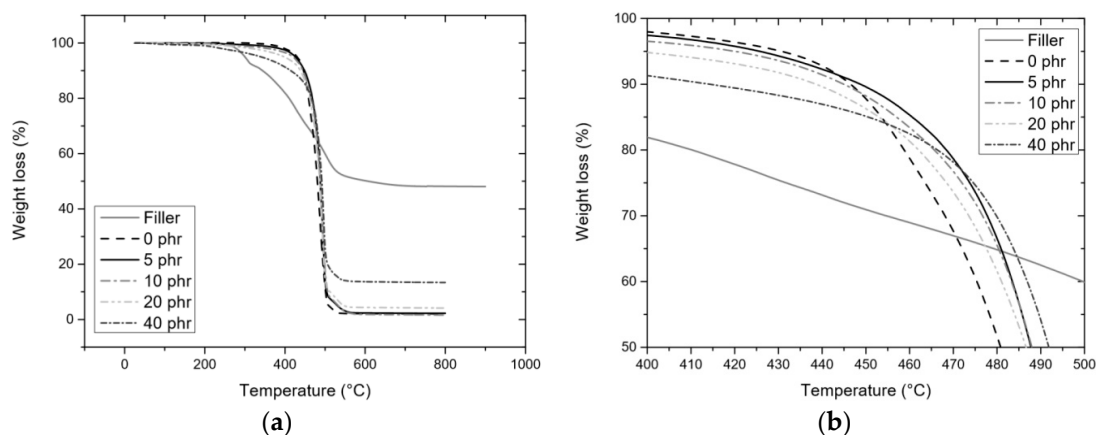 100
80
60
40
20
0
Weight loss (%)
Filler
0 phr
5 phr
10 phr
20 phr
40 phr
0
200
400
600
800
1000
Temperature (°C)
(a)
100
90
80
70
60
50
Weight loss (%)
Filler
0 phr
5 phr
10 phr
20 phr
40 phr
400
410
420
430
440
450
460
470
480
490
500
Temperature (°C)
(b)